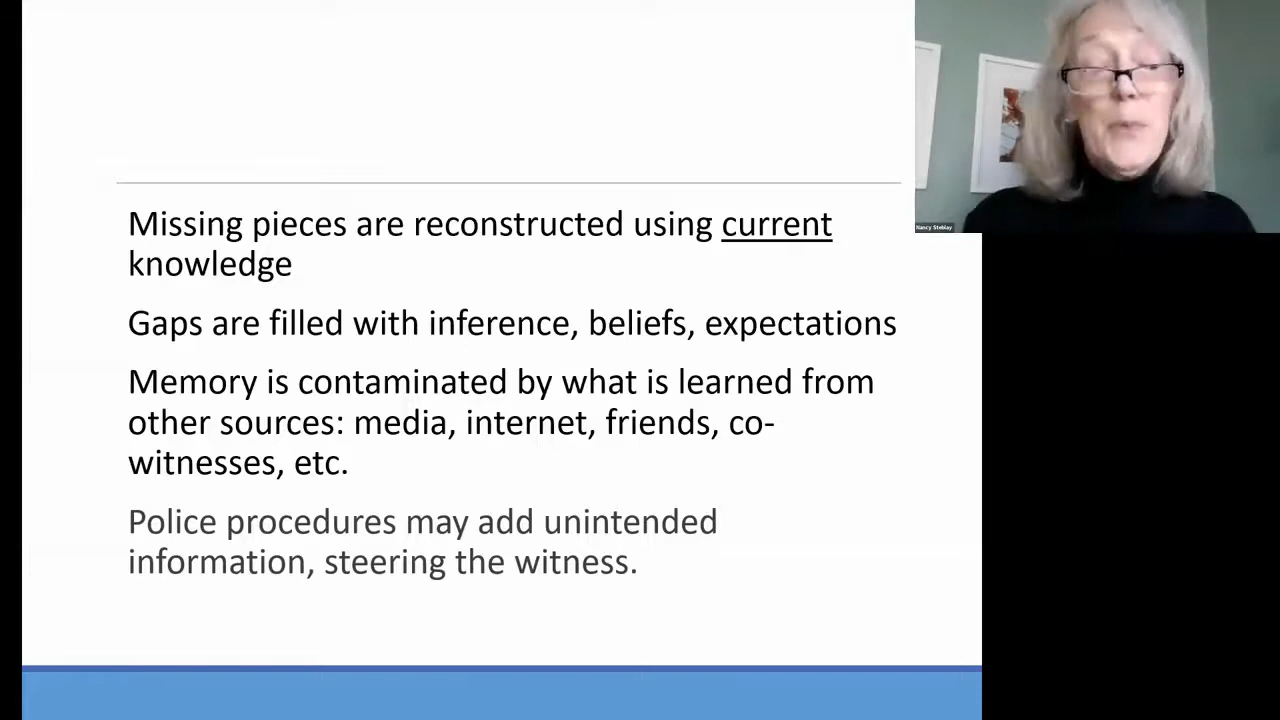 Missing pieces are reconstructed using current
knowledge
Gaps are filled with inference, beliefs, expectations
Memory is contaminated by what is learned from
other sources: media, internet, friends, co-
witnesses, etc.
Police procedures may add unintended
information, steering the witness.
Nancy Steblay